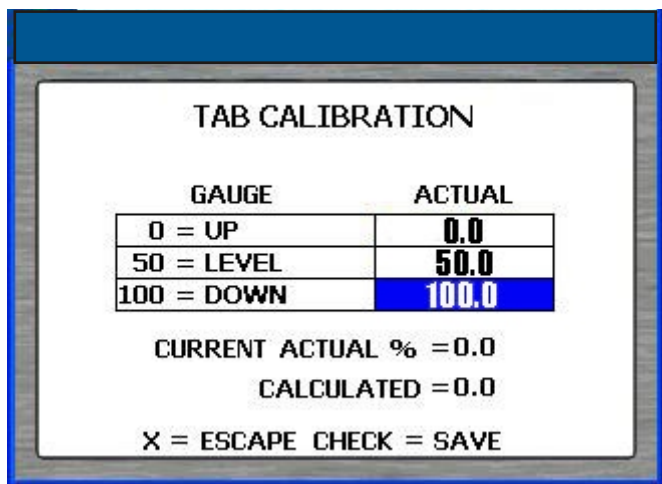 TAB CALIBRATION
GAUGE ACTUAL
0 = UP 0.0
50 = LEVEL 50.0
100 = DOWN 100.0
CURRENT ACTUAL % =0.0
CALCULATED =0.0
X = ESCAPE CHECK = SAVE